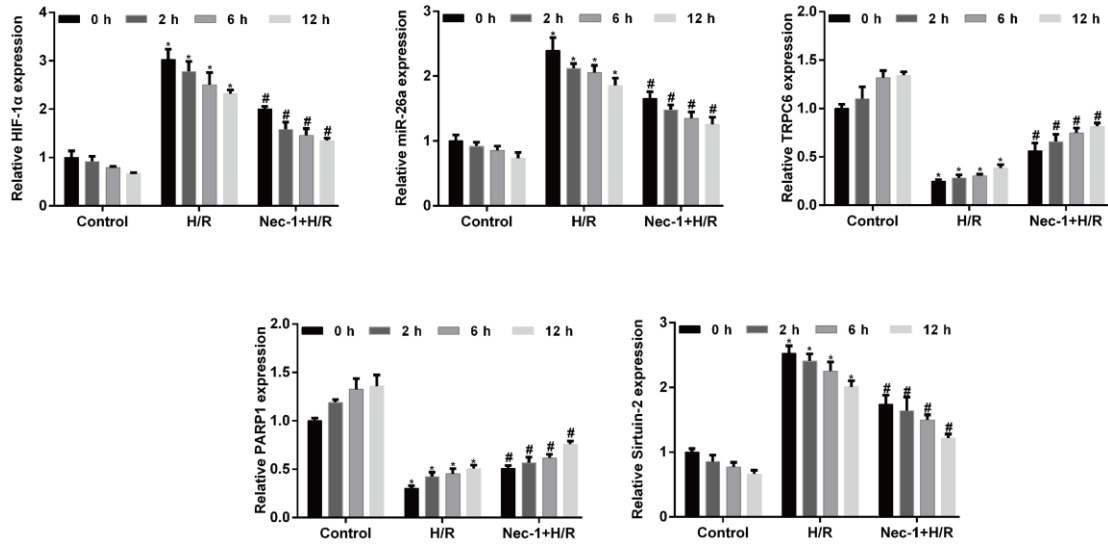 0 h 2 h 6 h 12 h
Relative HIF-1α expression
4
3
2
1
0
* * * *
# # # #
Control H/R Nec-1+H/R
0 h 2 h 6 h 12 h
Relative miR-26a expression
3
2
1
0
* * * *
# # # #
Control H/R Nec-1+H/R
0 h 2 h 6 h 12 h
Relative TRPC6 expression
2.0
1.5
1.0
0.5
0.0
* * * *
# # # #
Control H/R Nec-1+H/R
0 h 2 h 6 h 12 h
Relative PARP1 expression
2.0
1.5
1.0
0.5
0.0
* * * *
# # # #
Control H/R Nec-1+H/R
0 h 2 h 6 h 12 h
Relative Sirtuin-2 expression
3
2
1
0
* * * *
# # # #
Control H/R Nec-1+H/R